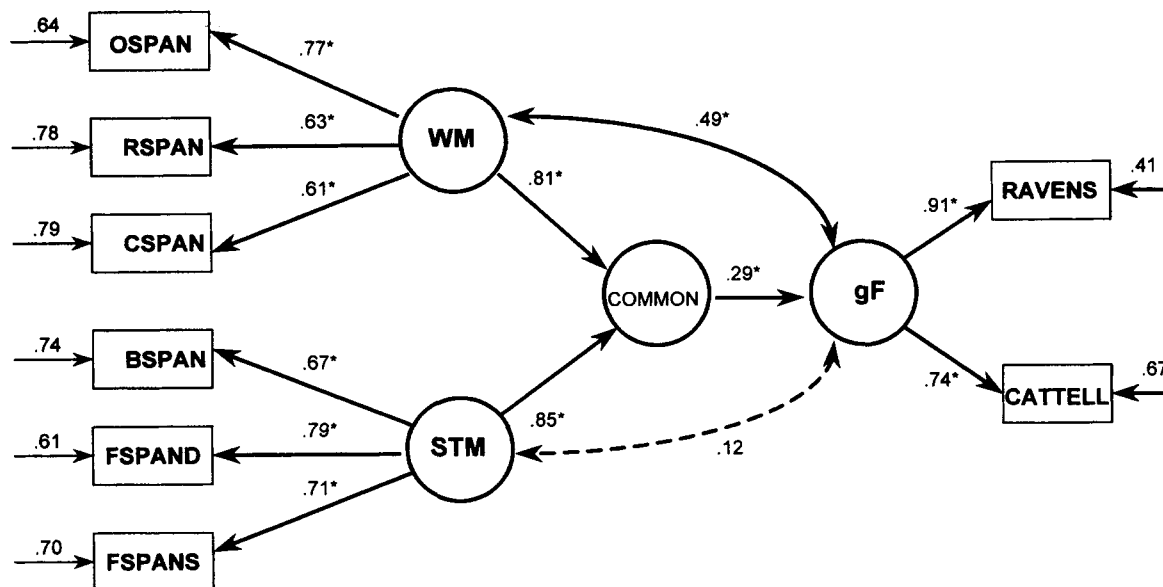 .64
OSPAN
.77*
.78
RSPAN
.63*
WM
.49*
.79
CSPAN
.61*
.81*
RAVENS
.41
.91*
COMMON
.29*
gF
.74
BSPAN
.67*
.85*
.12
.74*
CATTELL
.67
.61
FSPAND
.79*
STM
.70
FSPANS
.71*